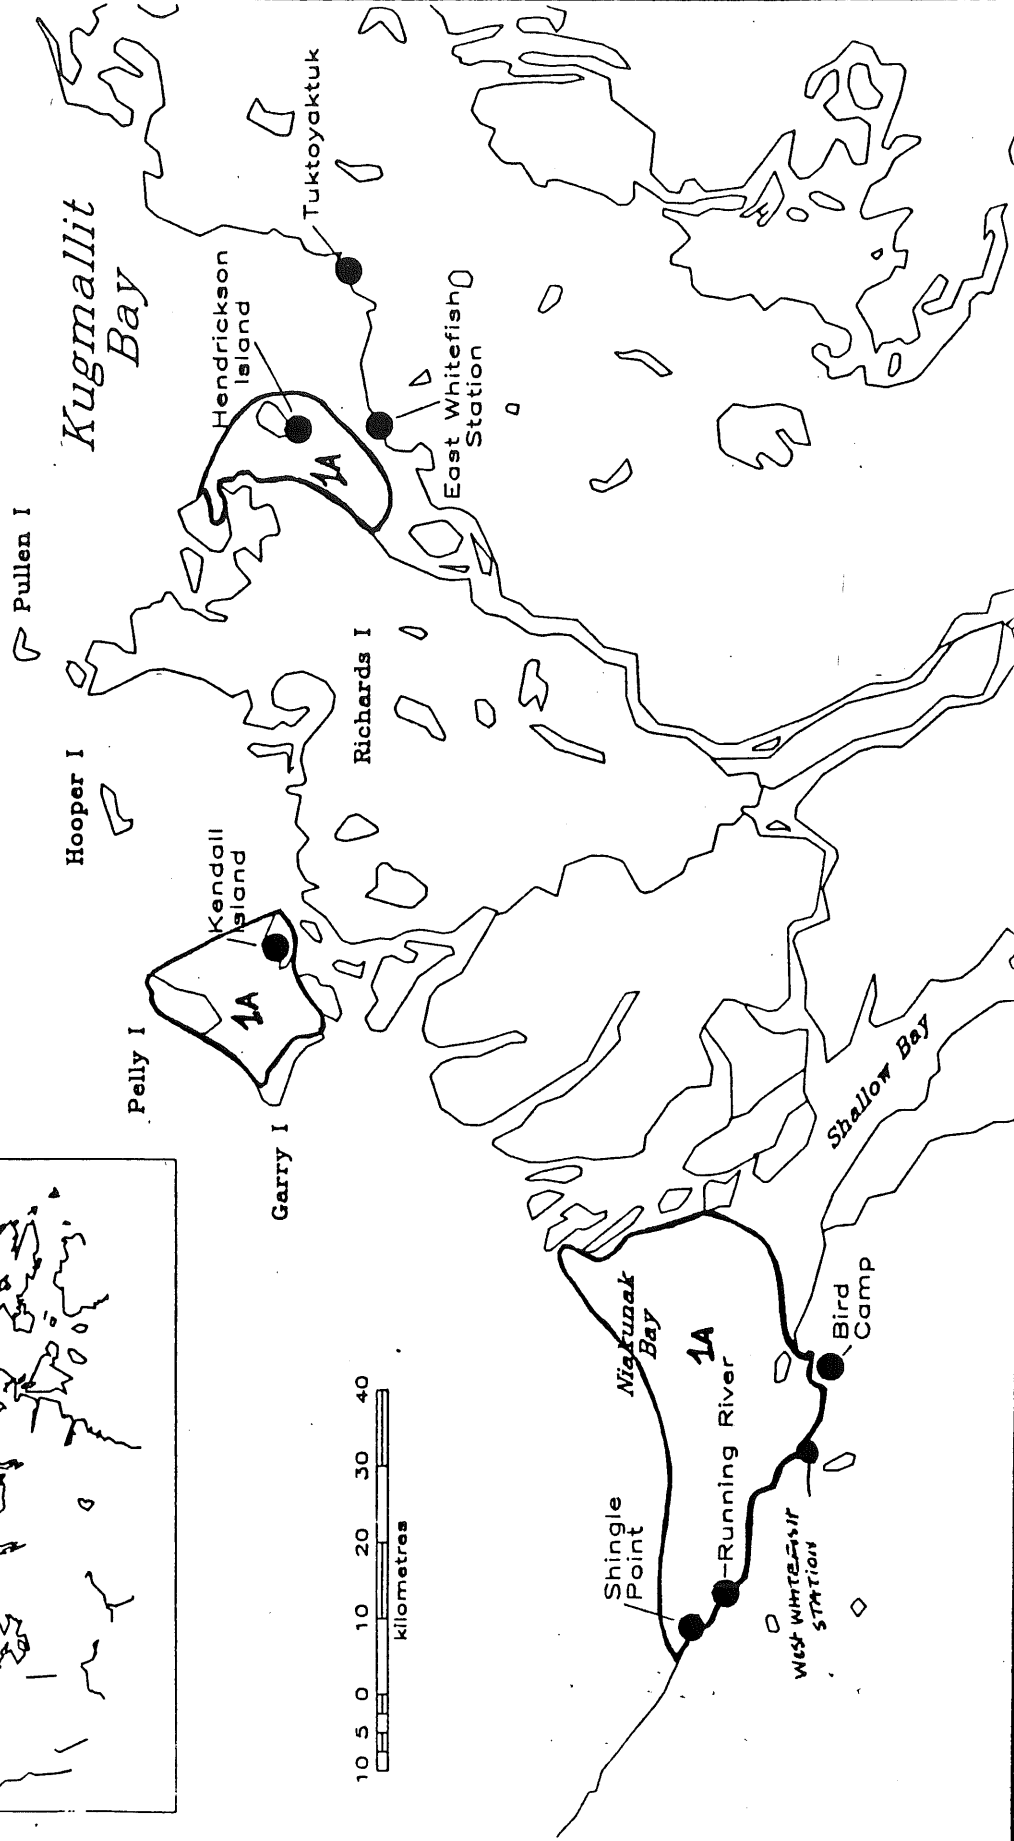 Kugmallit
Bay
Pullen I
Hooper I
Pelly I
Garry I
Kendall
Island
1A
Richards I
Hendrickson
Island
1A
Tuktoyaktuk
East Whitefish
Station
Shallow Bay
Niakunak
Bay
1A
Shingle
Point
Running River
West Whitefish
Station
Bird
Camp
10 5 0 10 20 30 40
kilometres